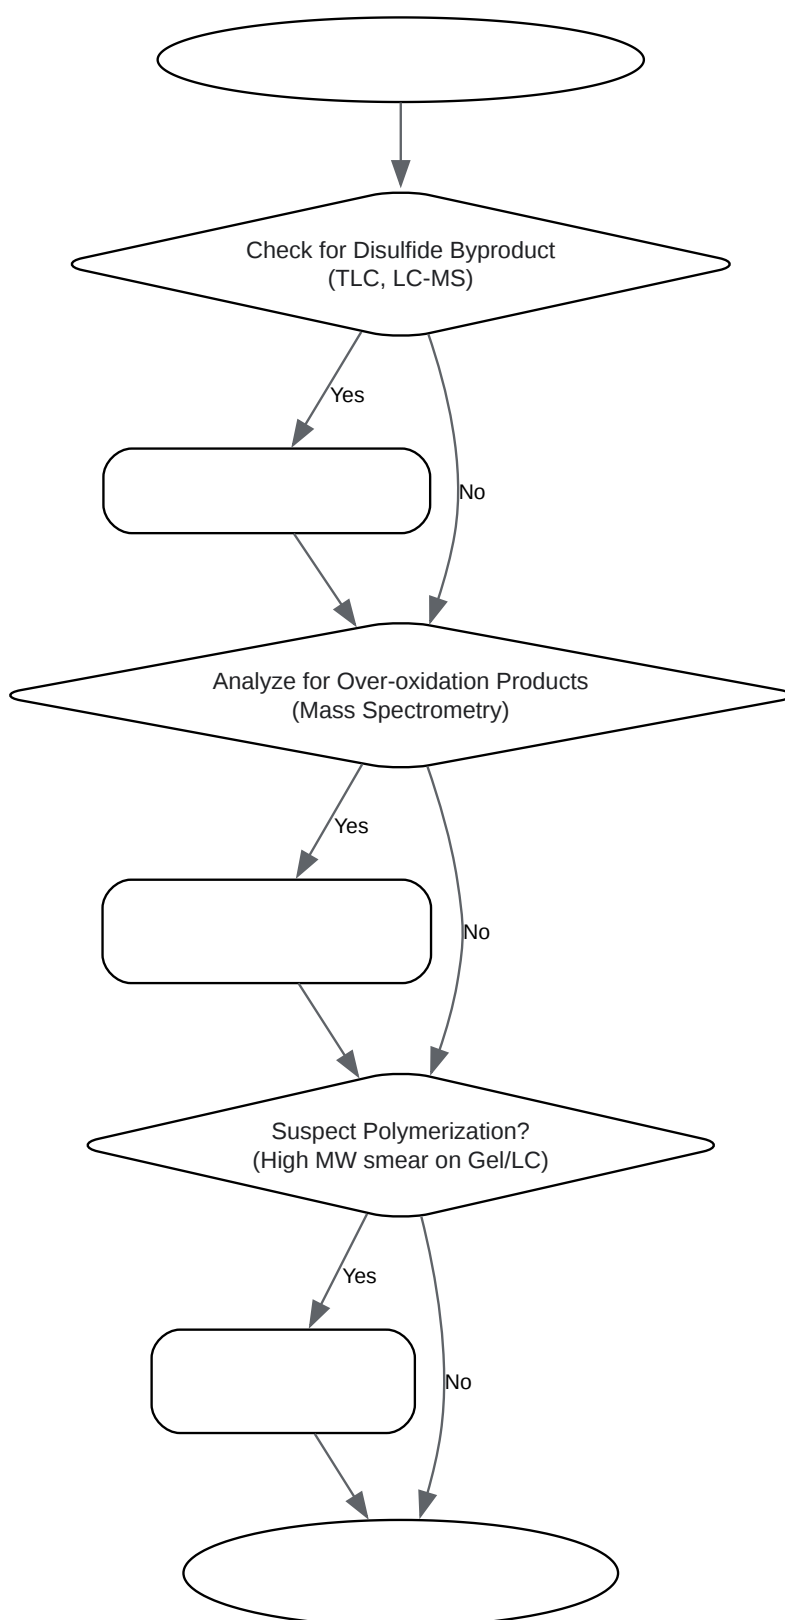 Check for Disulfide Byproduct
(TLC, LC-MS)
Yes
No
Analyze for Over-oxidation Products
(Mass Spectrometry)
Yes
No
Suspect Polymerization?
(High MW smear on Gel/LC)
Yes
No